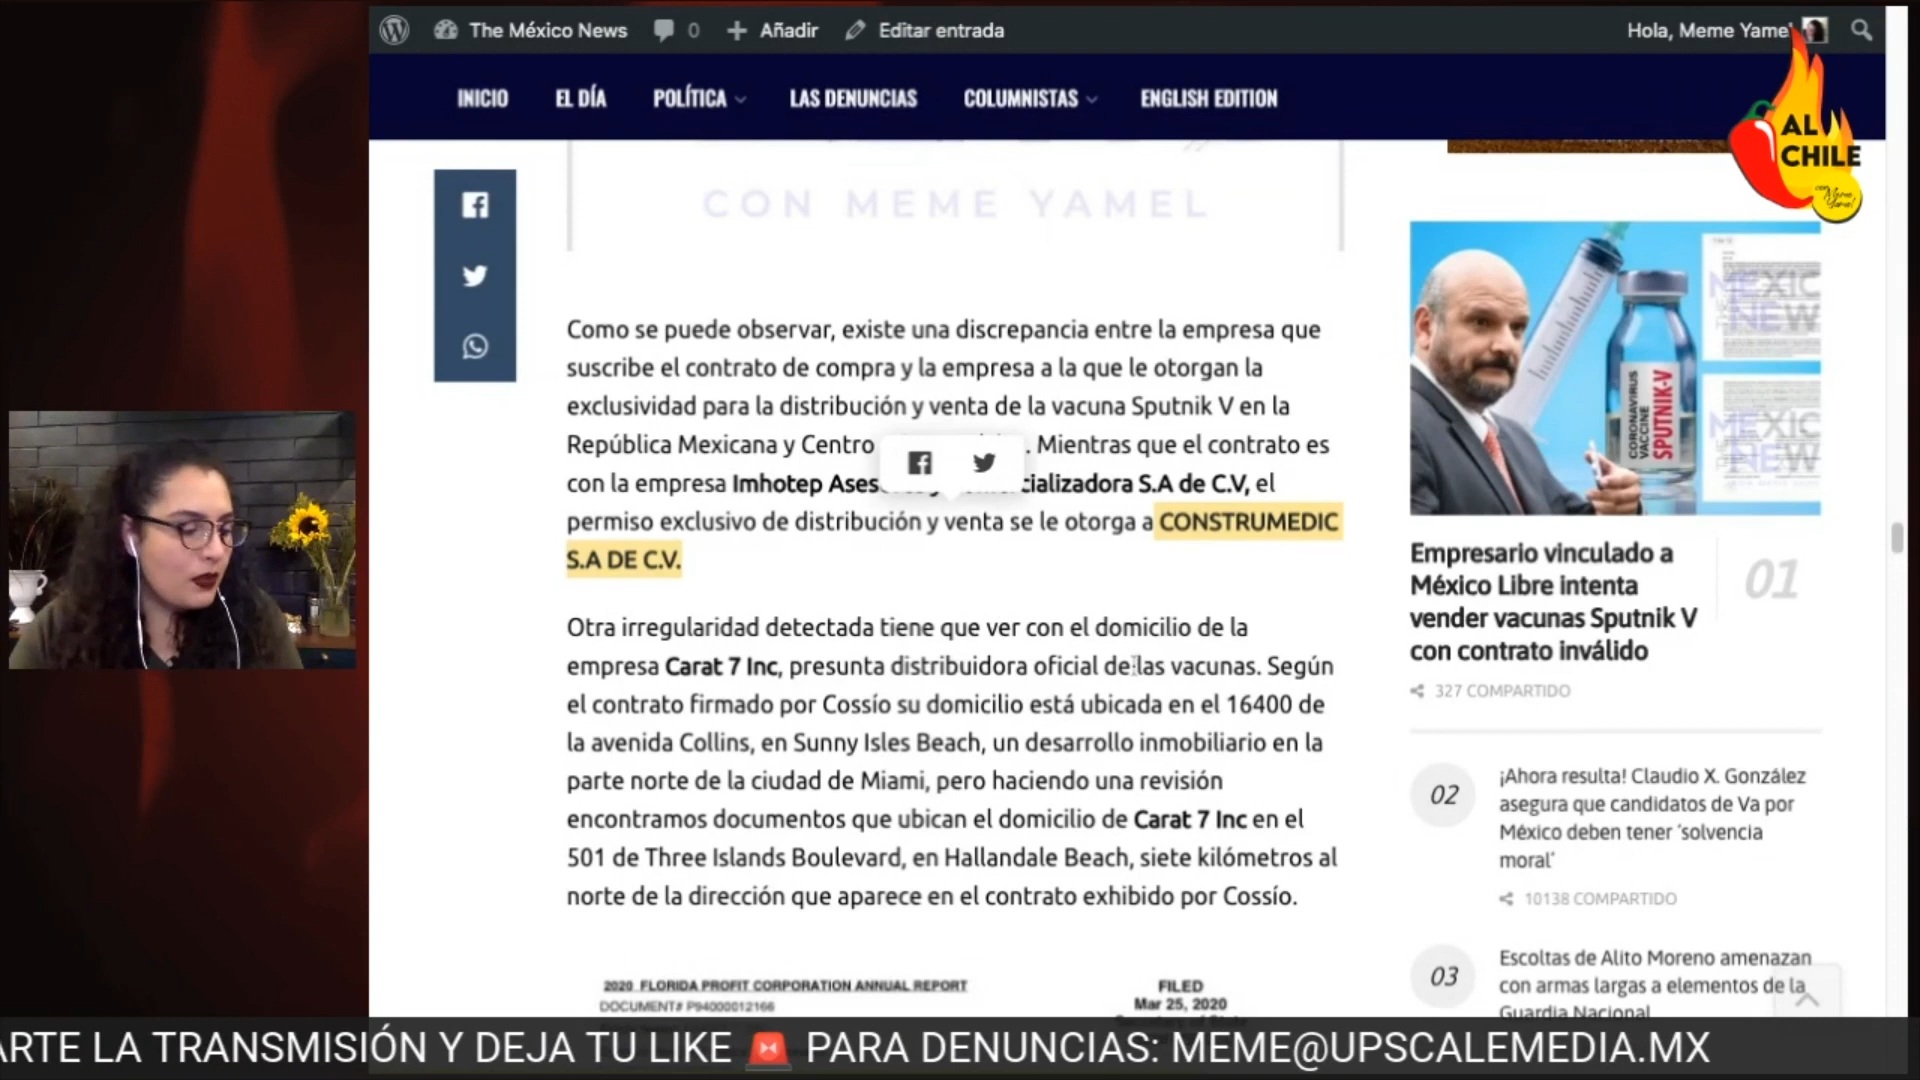 The México News
0
Añadir
Editar entrada
Hola, Meme Yamel
INICIO
EL DÍA
POLÍTICA
LAS DENUNCIAS
COLUMNISTAS
ENGLISH EDITION
AL
CHILE
con Meme
Yamel
CON MEME YAMEL
Como se puede observar, existe una discrepancia entre la empresa que
suscribe el contrato de compra y la empresa a la que le otorgan la
exclusividad para la distribución y venta de la vacuna Sputnik V en la
República Mexicana y Centro . Mientras que el contrato es
con la empresa Imhotep S.A de C.V, el
permiso exclusivo de distribución y venta se le otorga a CONSTRUMEDIC
S.A DE C.V.
Otra irregularidad detectada tiene que ver con el domicilio de la
empresa Carat 7 Inc, presunta distribuidora oficial de las vacunas. Según
el contrato firmado por Cossío su domicilio está ubicada en el 16400 de
la avenida Collins, en Sunny Isles Beach, un desarrollo inmobiliario en la
parte norte de la ciudad de Miami, pero haciendo una revisión
encontramos documentos que ubican el domicilio de Carat 7 Inc en el
501 de Three Islands Boulevard, en Hallandale Beach, siete kilómetros al
norte de la dirección que aparece en el contrato exhibido por Cossío.
2020 FLORIDA PROFIT CORPORATION ANNUAL REPORT
DOCUMENT# P94000012166
FILED
Mar 25, 2020
CORONAVIRUS
VACCINE
SPUTNIK-V
MEXIC
NEW
MEXIC
NEW
Empresario vinculado a
México Libre intenta
vender vacunas Sputnik V
con contrato inválido
01
327 COMPARTIDO
02
¡Ahora resulta! Claudio X. González
asegura que candidatos de Va por
México deben tener 'solvencia
moral'
10138 COMPARTIDO
03
Escoltas de Alito Moreno amenazan
con armas largas a elementos de la
Guardia Nacional
ARTE LA TRANSMISIÓN Y DEJA TU LIKE 🚨 PARA DENUNCIAS: MEME@UPSCALEMEDIA.MX